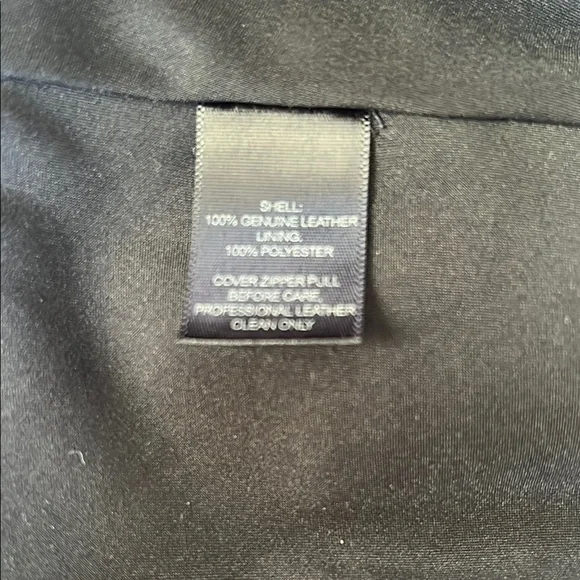 SHELL:
100% GENUINE LEATHER
LINING,
100% POLYESTER
COVER ZIPPER PULL
BEFORE CARE,
PROFESSIONAL LEATHER
CLEAN ONLY